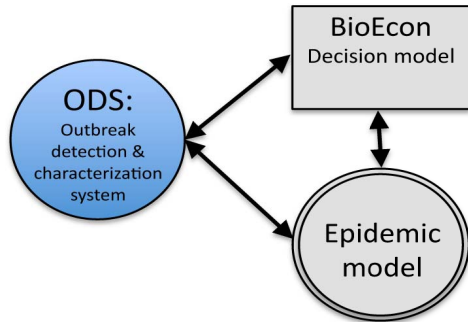 ODS:
Outbreak
detection &
characterization
system
BioEcon
Decision model
Epidemic
model